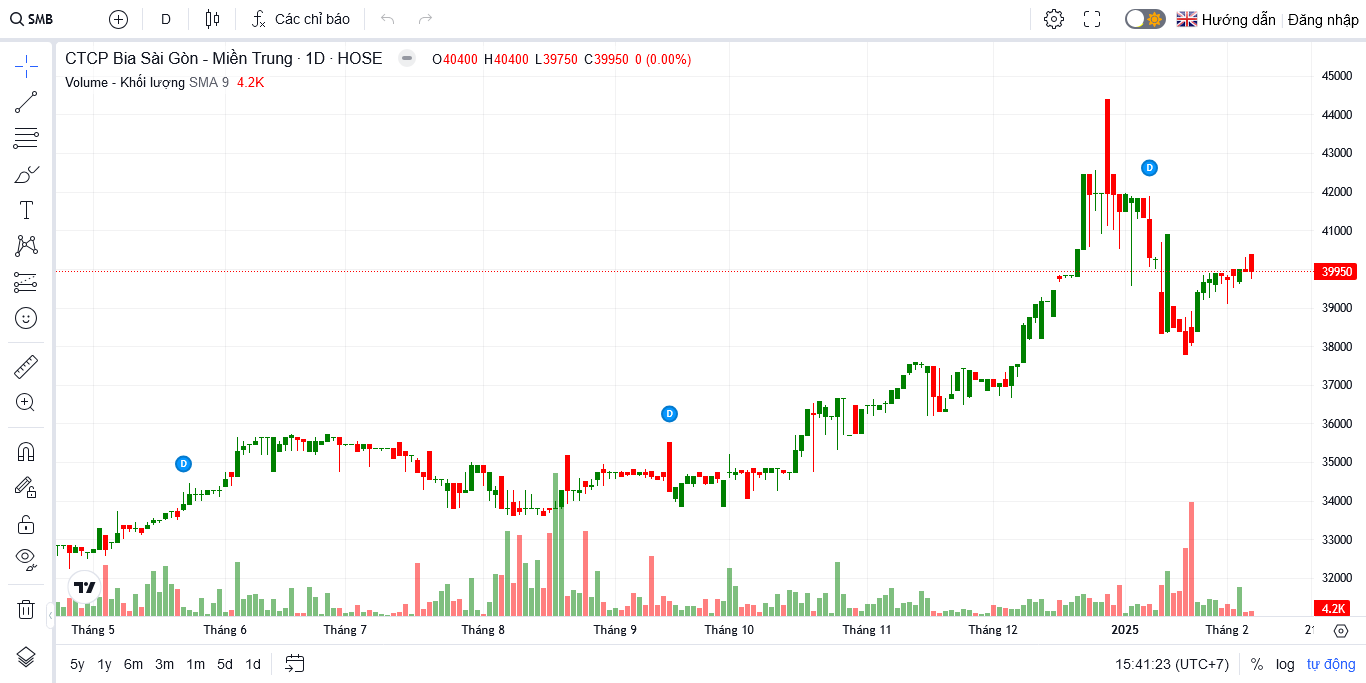 SMB D Các chỉ báo Hướng dẫn Đăng nhập
CTCP Bia Sài Gòn - Miền Trung · 1D · HOSE O40400 H40400 L39750 C39950 0 (0.00%)
Volume - Khối lượng SMA 9 4.2K
45000
44000
43000
D
42000
41000
39950
39000
38000
37000
36000
D
35000
D
34000
33000
32000
4.2K
Tháng 5 Tháng 6 Tháng 7 Tháng 8 Tháng 9 Tháng 10 Tháng 11 Tháng 12 2025 Tháng 2
5y 1y 6m 3m 1m 5d 1d 15:41:23 (UTC+7) % log tự động